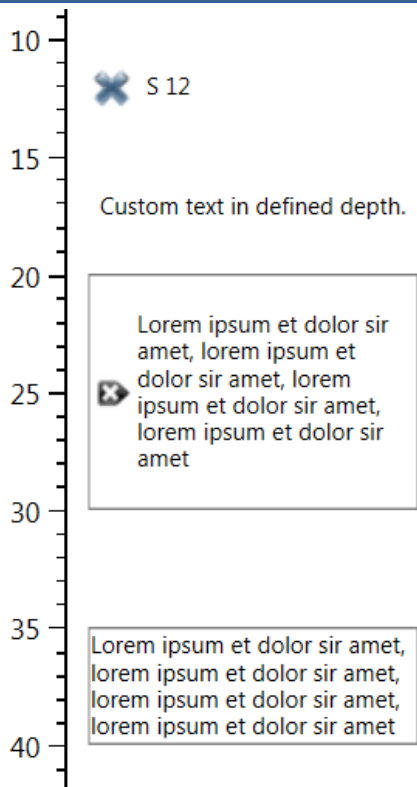 10
S 12
15
Custom text in defined depth.
20
Lorem ipsum et dolor sir
amet, lorem ipsum et
dolor sir amet, lorem
ipsum et dolor sir amet,
lorem ipsum et dolor sir
amet
25
30
35
Lorem ipsum et dolor sir amet,
lorem ipsum et dolor sir amet,
lorem ipsum et dolor sir amet,
lorem ipsum et dolor sir amet
40